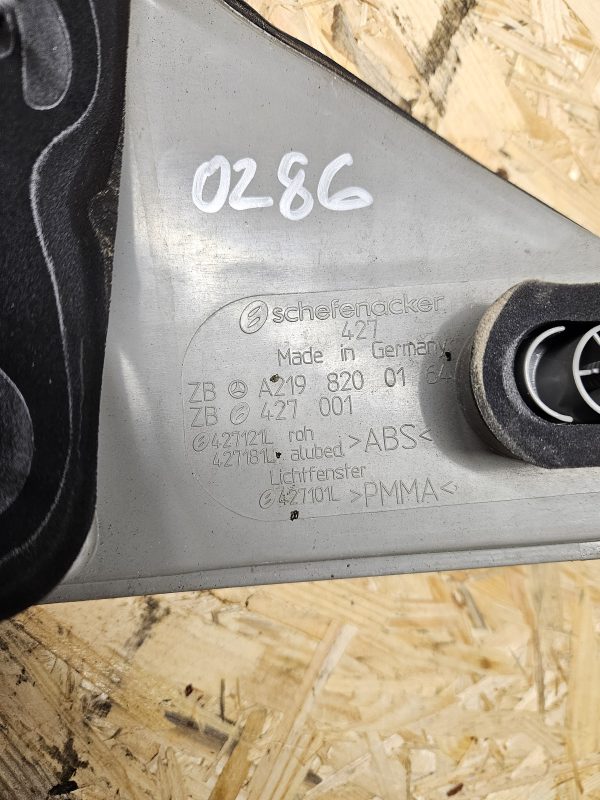 0286
schefenacker
427
Made in Germany
ZB A219 820 01 64
ZB 427 001
427121L roh
427181L alubed. >ABS<
Lichtfenster
427101L >PMMA<